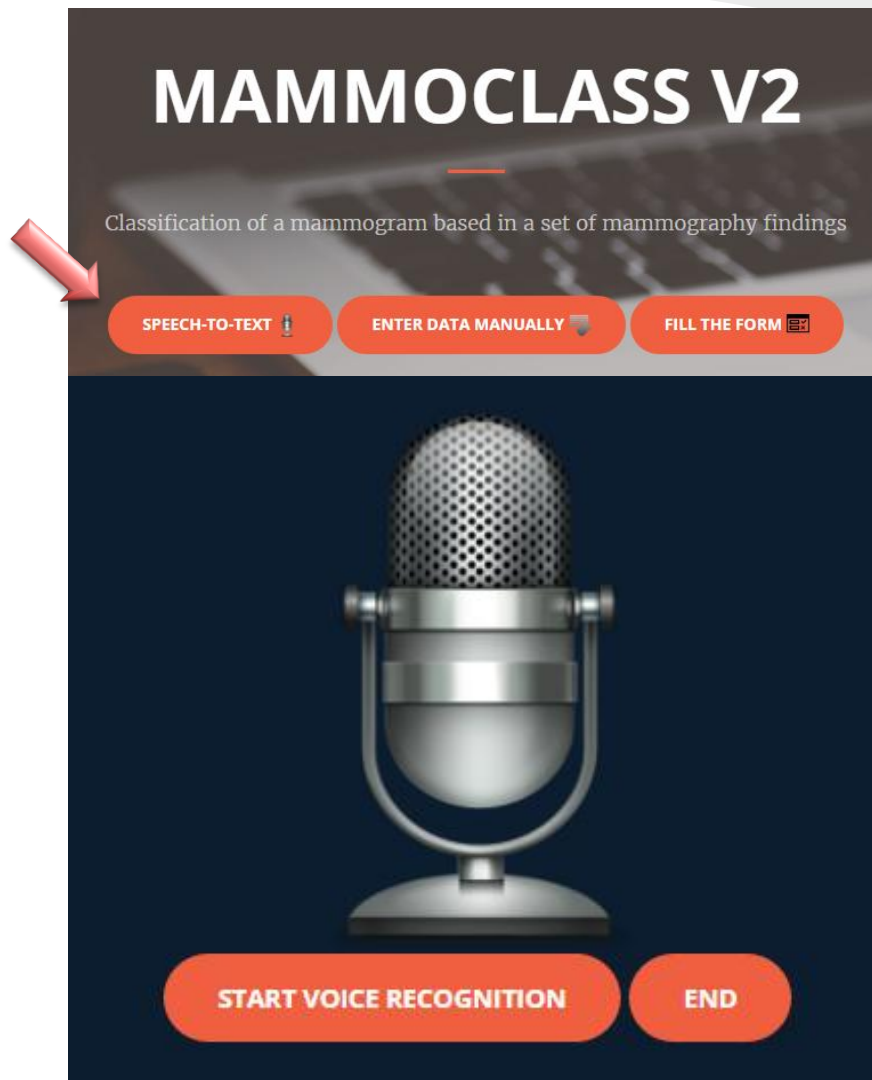 MAMMOCLASS V2
Classification of a mammogram based in a set of mammography findings
SPEECH-TO-TEXT ENTER DATA MANUALLY FILL THE FORM
START VOICE RECOGNITION END